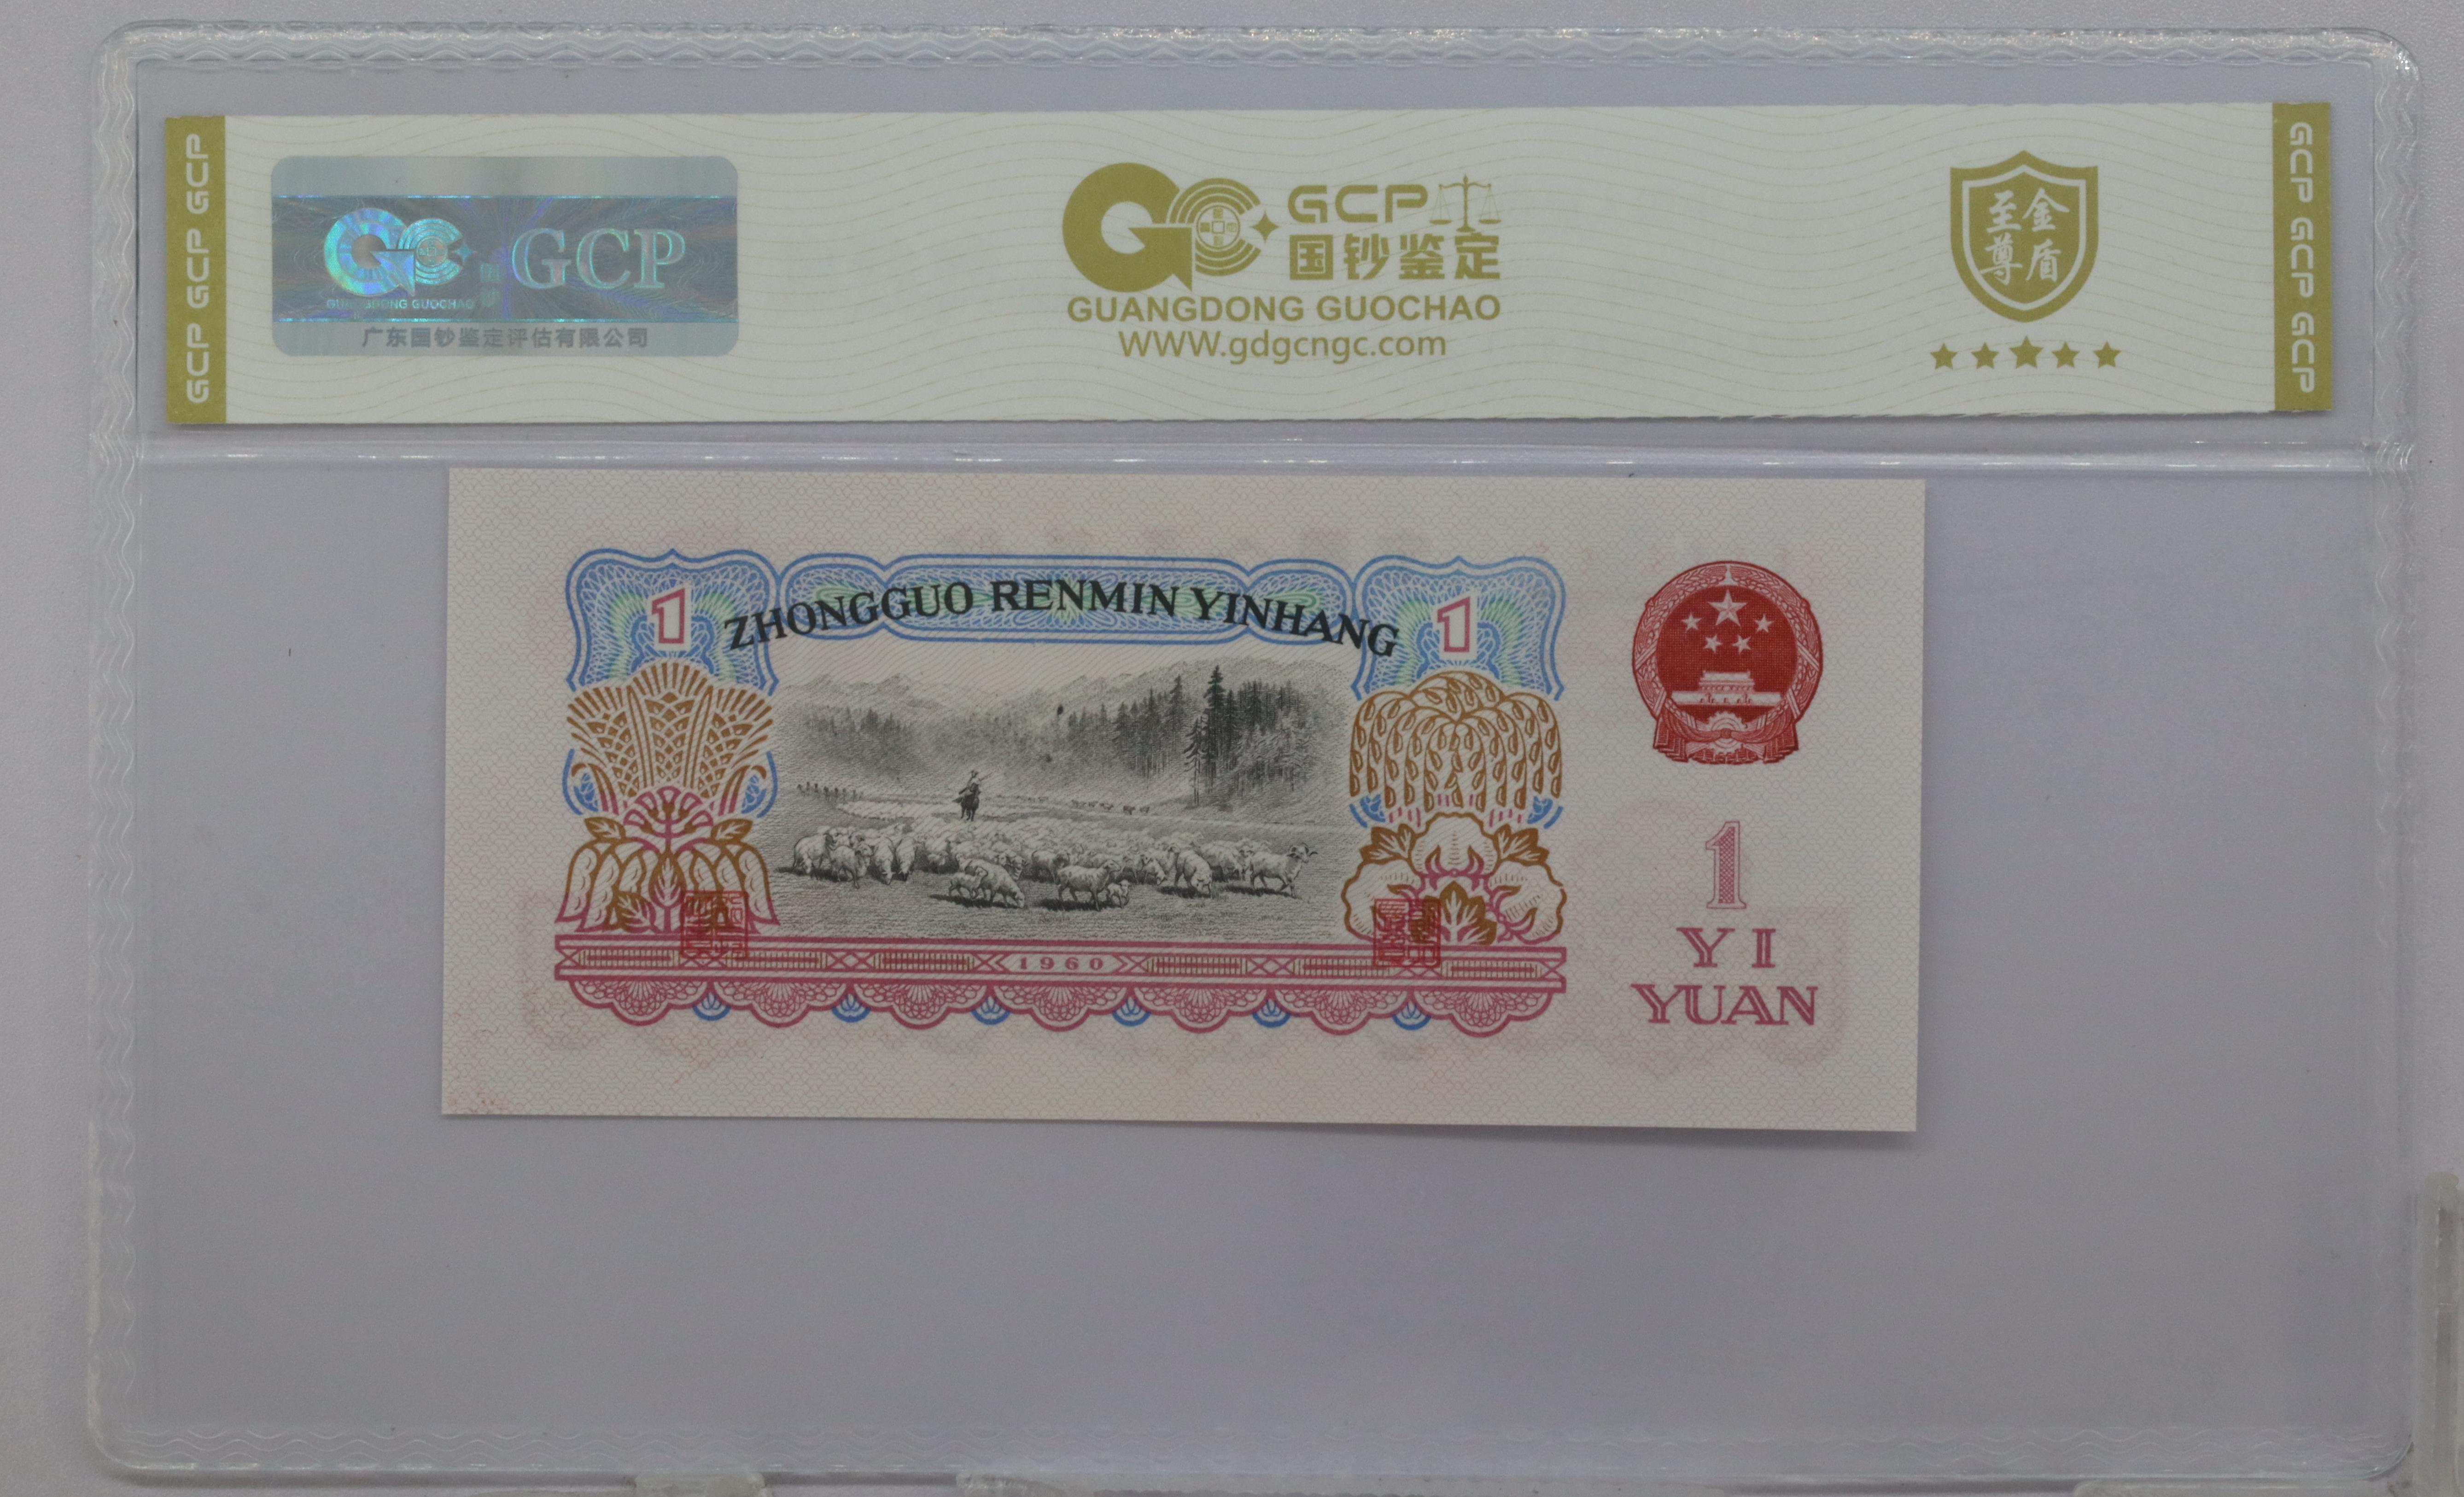 GCP GCP GCP
GCP
GUANGDONG GUOCHAO
国钞
广东国钞鉴定评估有限公司
GCP
国钞鉴定
GUANGDONG GUOCHAO
WWW.gdgcngc.com
至尊
金盾
GCP GCP GCP
1
ZHONGGUO RENMIN YINHANG
1
1960
1
YI
YUAN